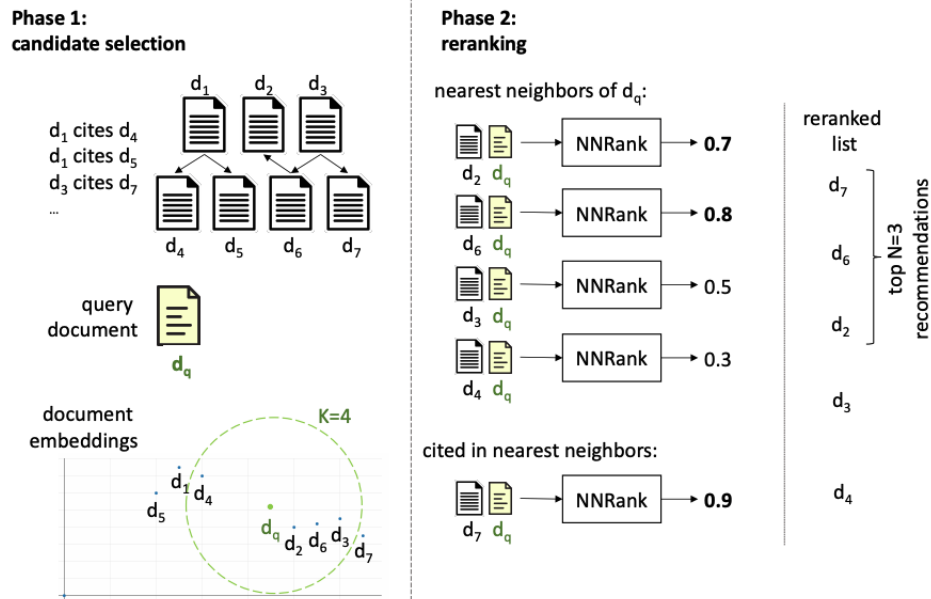 Phase 1:
candidate selection
d1 d2 d3
d1 cites d4
d1 cites d5
d3 cites d7
...
d4 d5 d6 d7
query
document
dq
document
embeddings
K=4
d1
d4
d5
dq
d2 d6 d3
d7
Phase 2:
reranking
nearest neighbors of dq:
NNRank 0.7
d2 dq
NNRank 0.8
d6 dq
NNRank 0.5
d3 dq
NNRank 0.3
d4 dq
cited in nearest neighbors:
NNRank 0.9
d7 dq
reranked
list
d7
d6
d2
d3
d4
top N=3
recommendations